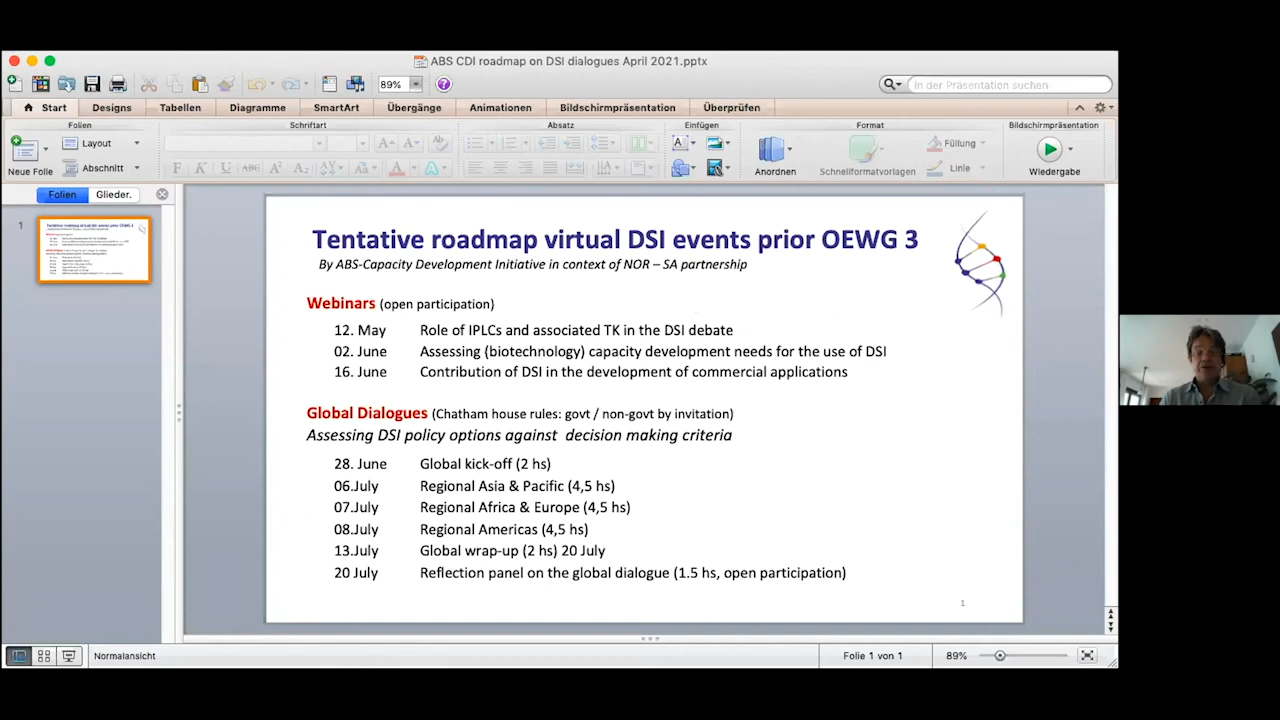 ABS CDI roadmap on DSI dialogues April 2021.pptx
89%
In der Präsentation suchen
Start Designs Tabellen Diagramme SmartArt Übergänge Animationen Bildschirmpräsentation Überprüfen
Folien Schriftart Absatz Einfügen Format Bildschirmpräsentation
Layout
Füllung
Neue Folle
Abschnitt
F K U ABC A² A₂ AV Aa A A
Anordnen
Schnellformatvorlagen
Linie
Wiedergabe
Folien Glieder.
1
Tentative virtual DSI events OEWG 3
By ABS-Capacity Development Initiative in context of NOR – SA partnership
Webinars (open participation)
12. May Role of IPLCs and associated TK in the DSI debate
02. June Assessing (biotechnology) capacity development needs for the use of DSI
16. June Contribution of DSI in the development of commercial applications
Global Dialogues (Chatham house rules: govt / non-govt by invitation)
Assessing DSI policy options against decision making criteria
28. June Global kick-off (2 hs)
06.July Regional Asia & Pacific (4,5 hs)
07.July Regional Africa & Europe (4,5 hs)
08.July Regional Americas (4,5 hs)
13.July Global wrap-up (2 hs) 20 July
20 July Reflection panel on the global dialogue (1.5 hs, open participation)
1
Normalansicht
Folie 1 von 1
89%